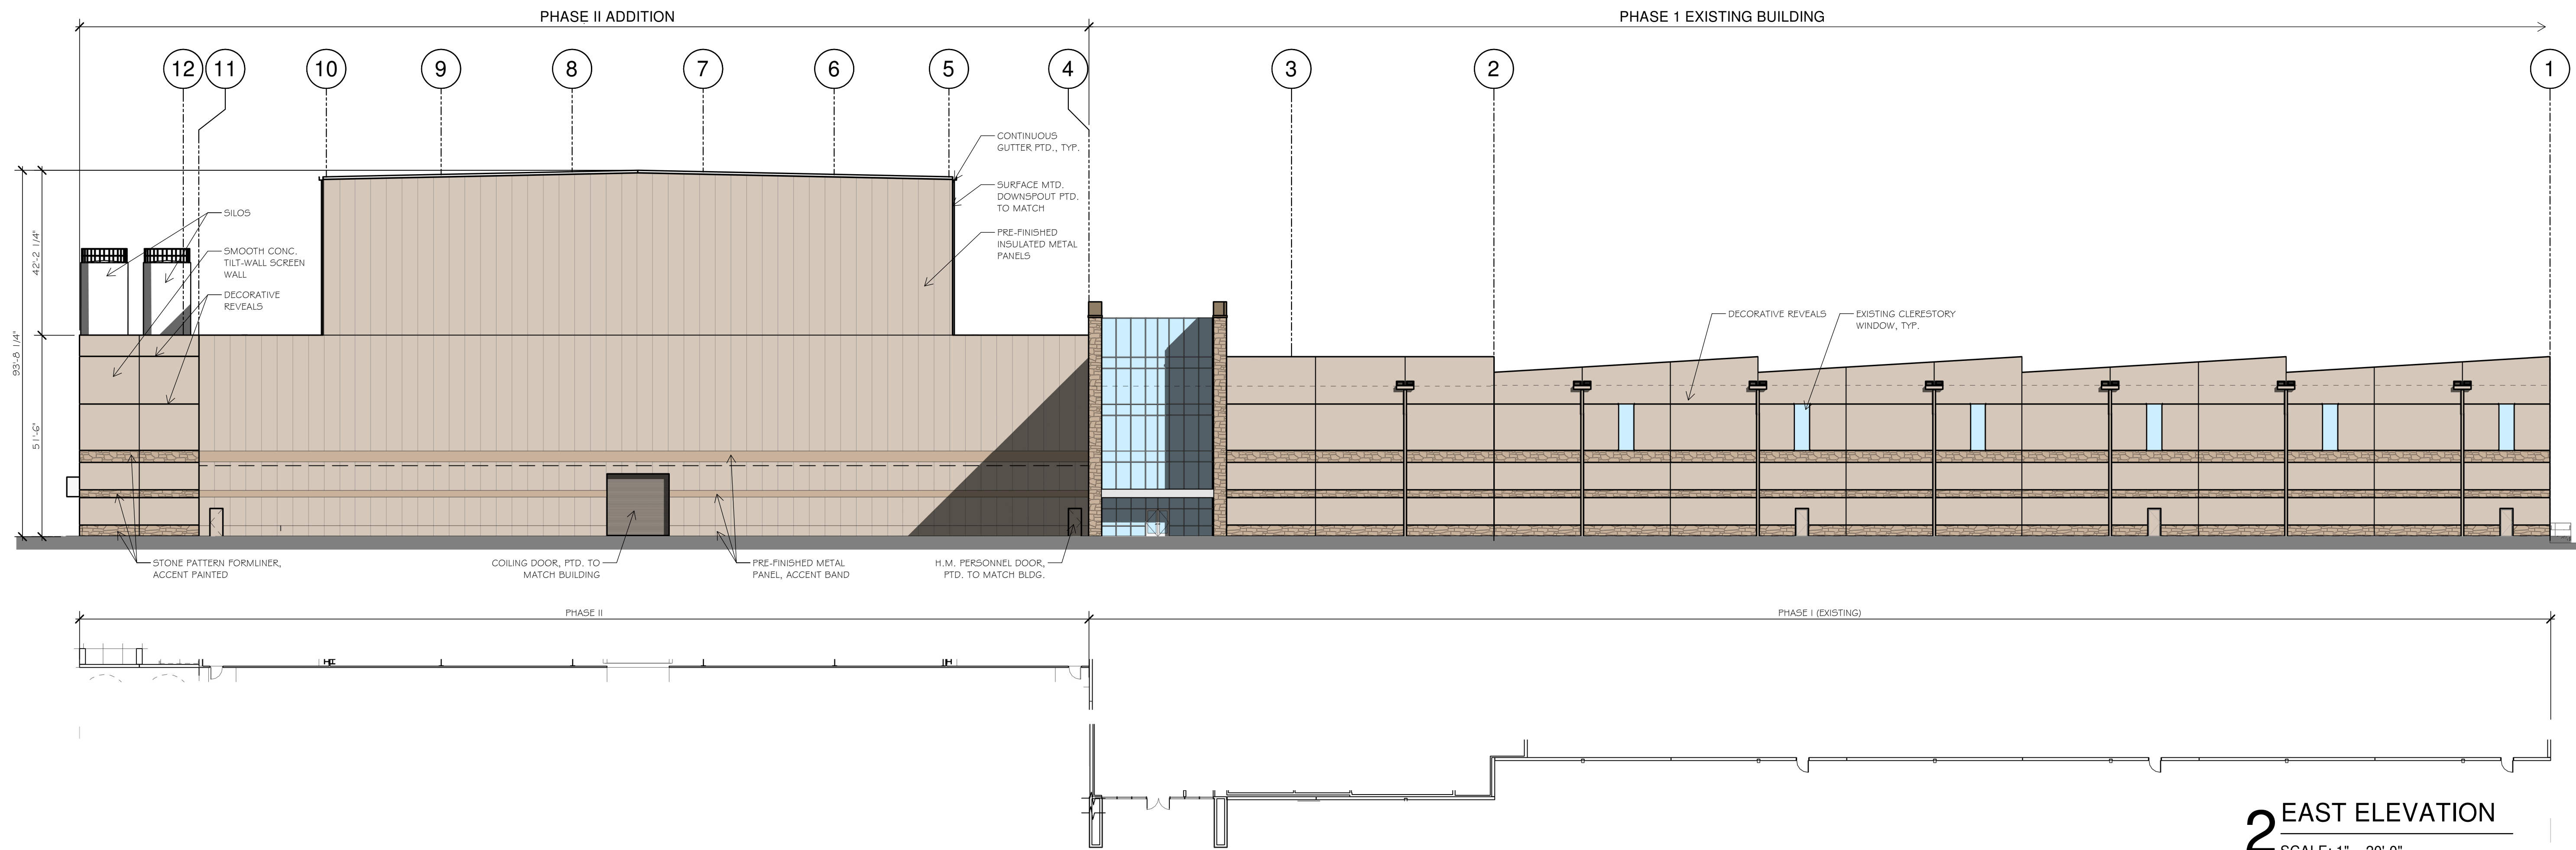 PHASE II ADDITION
PHASE 1 EXISTING BUILDING
12
11
10
9
8
7
6
5
4
3
2
1
CONTINUOUS
GUTTER PTD., TYP.
SURFACE MTD.
DOWNSPOUT PTD.
TO MATCH
PRE-FINISHED
INSULATED METAL
PANELS
SILOS
SMOOTH CONC.
TILT-WALL SCREEN
WALL
DECORATIVE
REVEALS
42'-2 1/4"
93'-8 1/4"
51'-6"
DECORATIVE REVEALS
EXISTING CLERESTORY
WINDOW, TYP.
STONE PATTERN FORMLINER,
ACCENT PAINTED
COILING DOOR, PTD. TO
MATCH BUILDING
PRE-FINISHED METAL
PANEL, ACCENT BAND
H.M. PERSONNEL DOOR,
PTD. TO MATCH BLDG.
PHASE II
PHASE I (EXISTING)
2
EAST ELEVATION